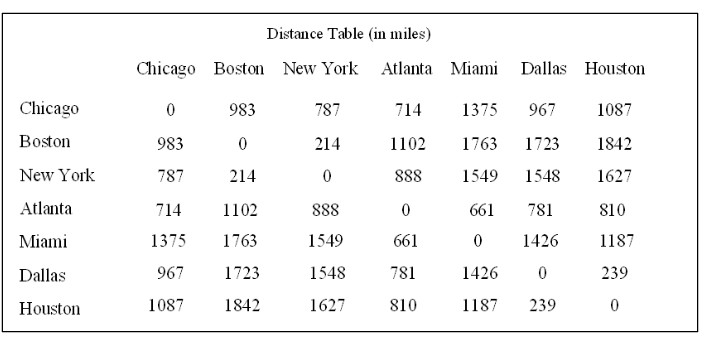 Distance Table (in miles)
Chicago Boston New York Atlanta Miami Dallas Houston
Chicago 0 983 787 714 1375 967 1087
Boston 983 0 214 1102 1763 1723 1842
New York 787 214 0 888 1549 1548 1627
Atlanta 714 1102 888 0 661 781 810
Miami 1375 1763 1549 661 0 1426 1187
Dallas 967 1723 1548 781 1426 0 239
Houston 1087 1842 1627 810 1187 239 0